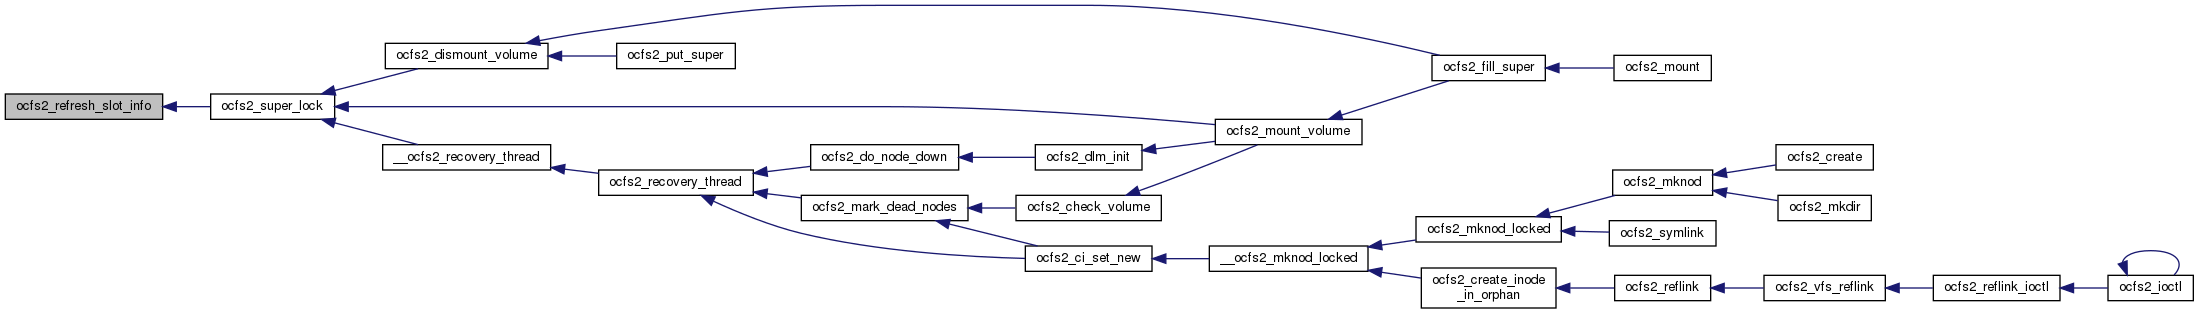 ocfs2_refresh_slot_info
ocfs2_super_lock
ocfs2_dismount_volume
ocfs2_put_super
ocfs2_fill_super
ocfs2_mount
ocfs2_mount_volume
__ocfs2_recovery_thread
ocfs2_recovery_thread
ocfs2_do_node_down
ocfs2_dlm_init
ocfs2_mark_dead_nodes
ocfs2_check_volume
ocfs2_ci_set_new
__ocfs2_mknod_locked
ocfs2_mknod_locked
ocfs2_mknod
ocfs2_create
ocfs2_mkdir
ocfs2_symlink
ocfs2_create_inode
_in_orphan
ocfs2_reflink
ocfs2_vfs_reflink
ocfs2_reflink_ioctl
ocfs2_ioctl